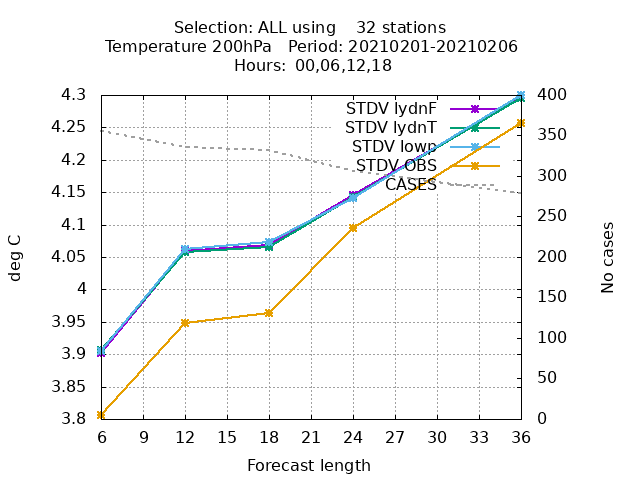 Selection: ALL using    32 stations
Temperature 200hPa   Period: 20210201-20210206
Hours:  00,06,12,18
4.3
4.25
4.2
4.15
4.1
4.05
4
3.95
3.9
3.85
3.8
deg C
STDV lydnF
STDV lydnT
STDV lowp
STDV OBS
CASES
400
350
300
250
200
150
100
50
0
No cases
6 9 12 15 18 21 24 27 30 33 36
Forecast length